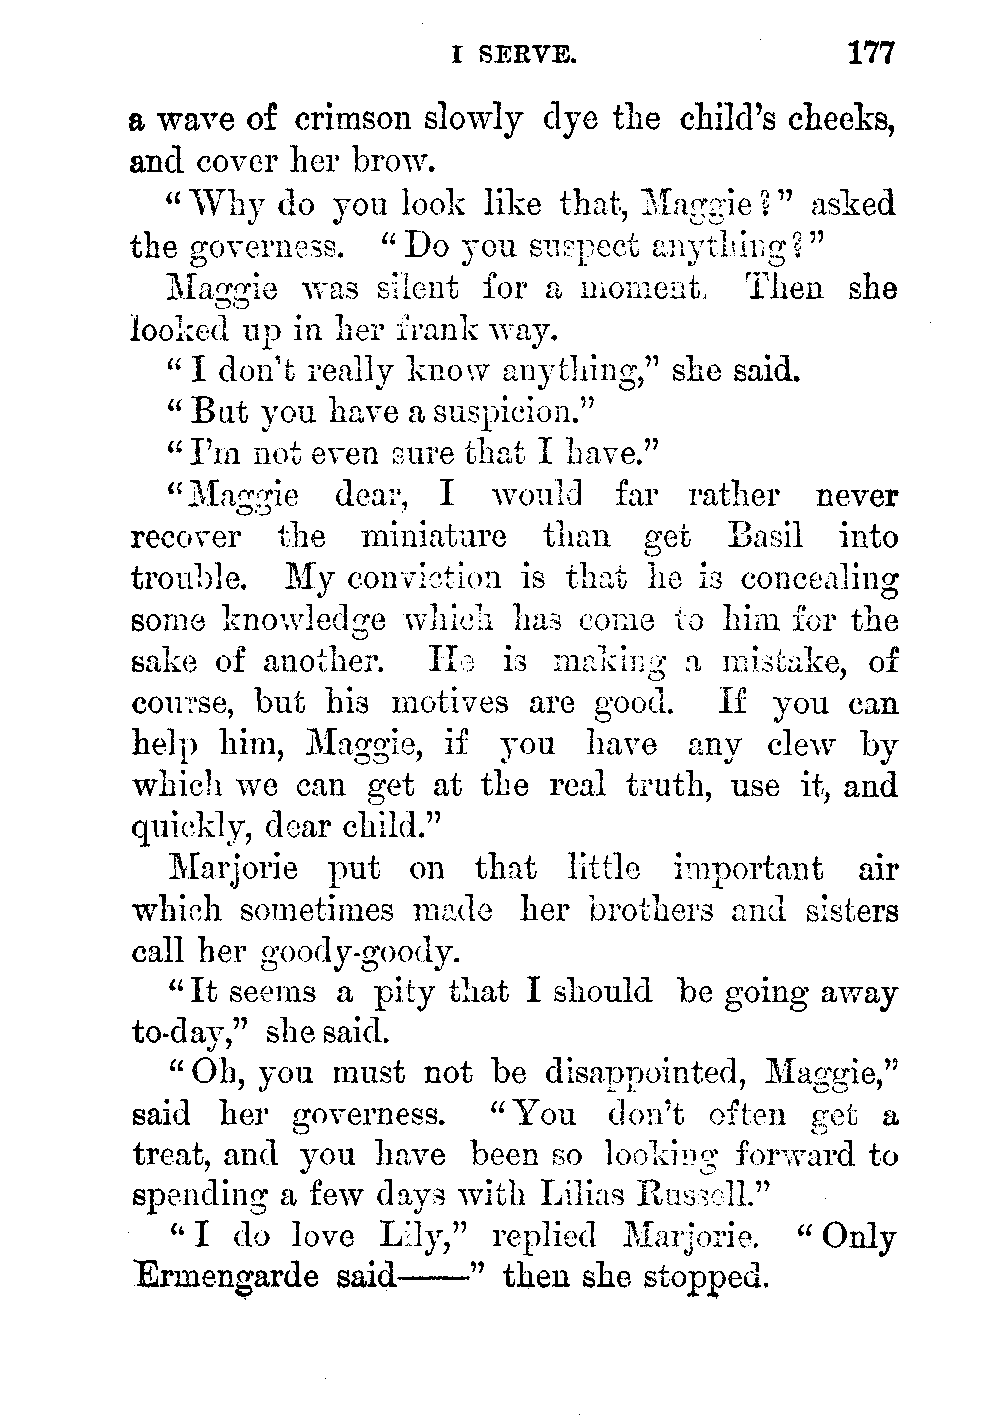 I SERVE. 177
a wave of crimson slowly dye the child's cheeks,
and cover her brow.
"Why do you look like that, Maggie?" asked
the governess. "Do you suspect anything?"
Maggie was silent for a moment. Then she
looked up in her frank way.
"I don't really know anything," she said.
"But you have a suspicion."
"I'm not even sure that I have."
"Maggie dear, I would far rather never
recover the miniature than get Basil into
trouble. My conviction is that he is concealing
some knowledge which has come to him for the
sake of another. He is making a mistake, of
course, but his motives are good. If you can
help him, Maggie, if you have any clew by
which we can get at the real truth, use it, and
quickly, dear child."
Marjorie put on that little important air
which sometimes made her brothers and sisters
call her goody-goody.
"It seems a pity that I should be going away
to-day," she said.
"Oh, you must not be disappointed, Maggie,"
said her governess. "You don't often get a
treat, and you have been so looking forward to
spending a few days with Lilias Russell."
"I do love Lily," replied Marjorie. "Only
Ermengarde said——" then she stopped.